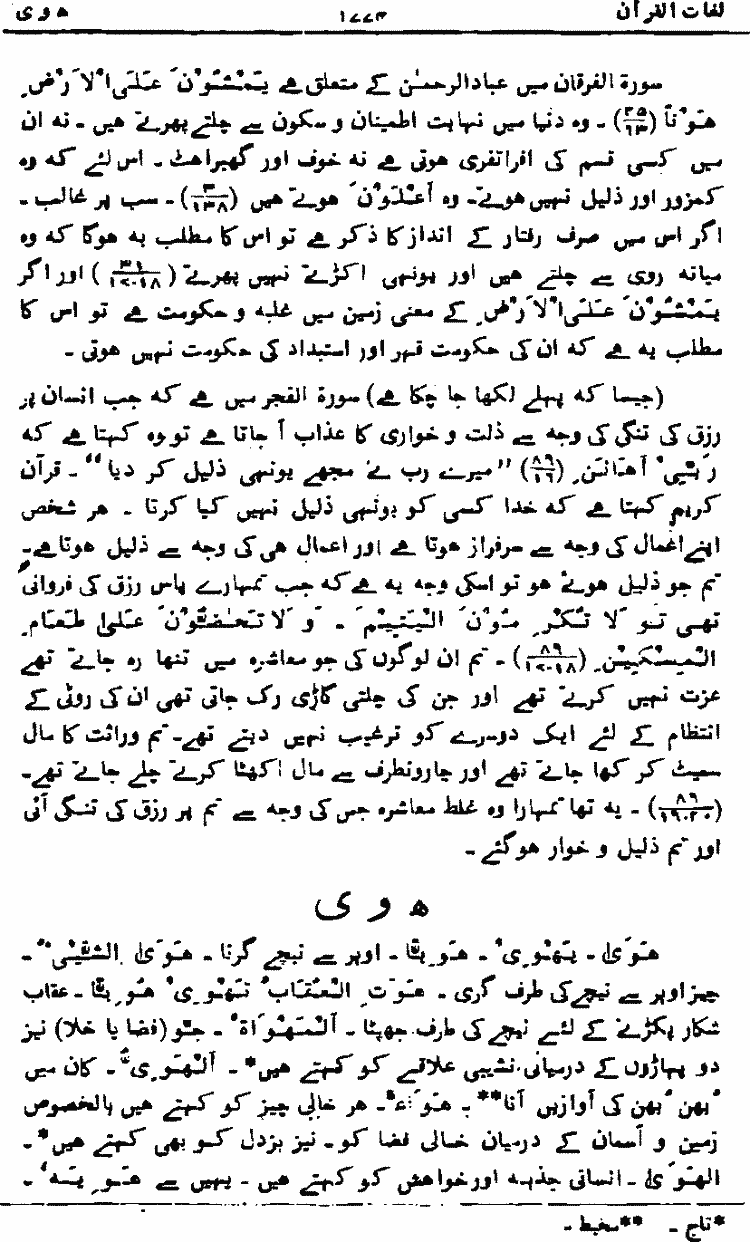 لغات القرآن ۱۷۷۳ ھ و ی
سورۃ الفرقان میں عبادالرحمٰن کے متعلق ہے یَمْشُوْنَ عَلَی الْاَرْضِ
ھَوْناً (۲۵/۶۳) ۔ وہ دنیا میں نہایت اطمینان و سکون سے چلتے پھرتے ہیں ۔ نہ ان
میں کسی قسم کی افراتفری ہوتی ہے نہ خوف اور گھبراہٹ ۔ اس لئے کہ وہ
کمزور اور ذلیل نہیں ہوتے۔ وہ اَعْلَوْنَ ہوتے ہیں (۳/۱۳۸) ۔ سب پر غالب ۔
اگر اس میں صرف رفتار کے انداز کا ذکر ہے تو اس کا مطلب یہ ہوگا کہ وہ
میانہ روی سے چلتے ہیں اور یونہی اکڑتے نہیں پھرتے (۳۱/۱۸-۱۷) اور اگر
یَمْشُوْنَ عَلَی الْاَرْضِ کے معنی زمین میں غلبہ و حکومت ہے تو اس کا
مطلب یہ ہے کہ ان کی حکومت قہر اور استبداد کی حکومت نہیں ہوتی ۔
(جیسا کہ پہلے لکھا جا چکا ہے) سورۃ الفجر میں ہے کہ جب انسان پر
رزق کی تنگی کی وجہ سے ذلت و خواری کا عذاب آ جاتا ہے تو وہ کہتا ہے کہ
رَبِّیْ اَھَانَنِ (۸۹/۱۶) ”میرے رب نے مجھے یونہی ذلیل کر دیا“ ۔ قرآن
کریم کہتا ہے کہ خدا کسی کو یونہی ذلیل نہیں کیا کرتا ۔ ہر شخص
اپنے اعمال کی وجہ سے سرفراز ہوتا ہے اور اعمال ہی کی وجہ سے ذلیل ہوتا ہے۔
تم جو ذلیل ہوئے ہو تو اسکی وجہ یہ ہے کہ جب تمہارے پاس رزق کی فروانی
تھی تو لَا تُکْرِمُوْنَ الْیَتِیْمَ ۔ وَ لَا تَحٰضُّوْنَ عَلٰی طَعَامِ
الْمِسْکِیْنِ (۸۹/۱۸-۱۷) ۔ تم ان لوگوں کی جو معاشرہ میں تنہا رہ جاتے تھے
عزت نہیں کرتے تھے اور جن کی چلتی گاڑی رک جاتی تھی ان کی روٹی کے
انتظام کے لئے ایک دوسرے کو ترغیب نہیں دیتے تھے۔ تم وراثت کا مال
سمیٹ کر کھا جاتے تھے اور چارونطرف سے مال اکھٹا کرتے چلے جاتے تھے۔
(۸۹/۲۰-۱۹) ۔ یہ تھا تمہارا وہ غلط معاشرہ جس کی وجہ سے تم پر رزق کی تنگی آئی
اور تم ذلیل و خوار ہوگئے ۔
ھ و ی
ھَوٰی ۔ یَھْوِیْ ۔ ھَوِیًّا ۔ اوپر سے نیچے گرنا ۔ ھَوَی الشَّیْءُ ۔
چیز اوپر سے نیچے کی طرف گری ۔ ھَوَتِ الْعُقَابُ تَھْوِیْ ھُوِیًّا ۔ عقاب
شکار پکڑنے کے لئے نیچے کی طرف جھپٹا ۔ اَلْمَھْوَاۃُ ۔ جَوّ (فضا یا خلا) نیز
دو پہاڑوں کے درمیانی نشیبی علاقے کو کہتے ہیں* ۔ اَلْھَوِیُّ ۔ کان میں
بھن بھن کی آوازیں آنا** ۔ ھَوَاءٌ ۔ ہر خالی چیز کو کہتے ہیں بالخصوص
زمین و آسمان کے درمیان خالی فضا کو ۔ نیز بزدل کو بھی کہتے ہیں* ۔
الھَوٰی ۔ انسانی جذبہ اور خواہش کو کہتے ہیں ۔ یہیں سے ھَوِیَہٗ ۔
*تاج ۔ **محیط ۔